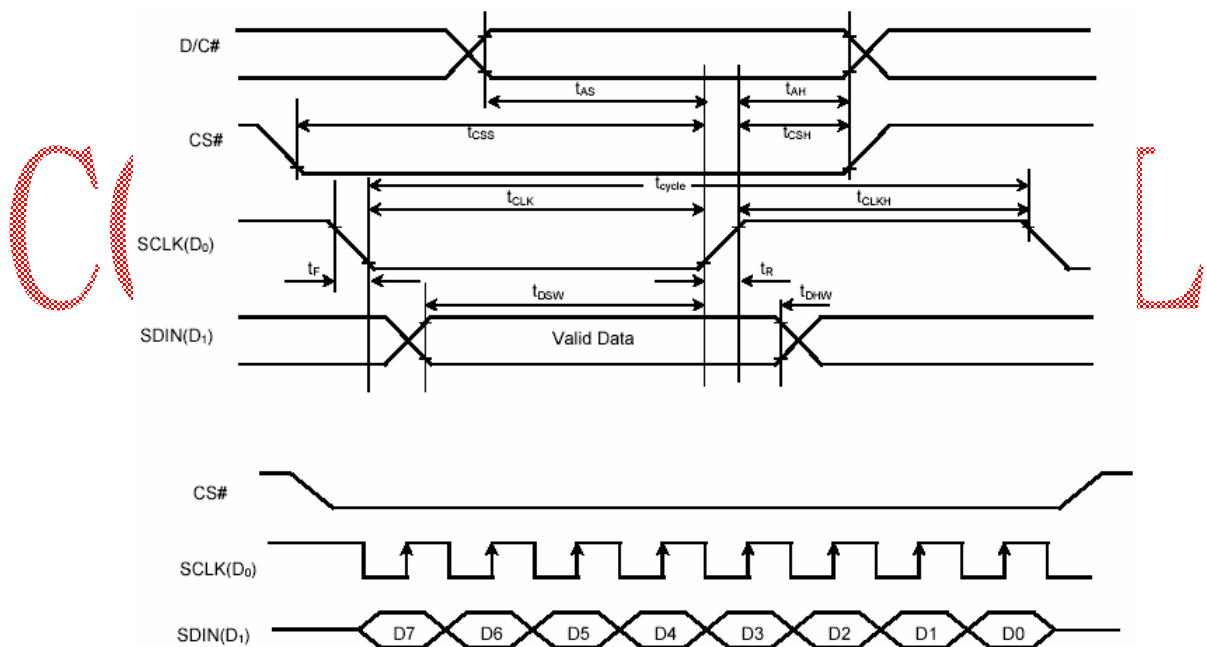 D/C#
tAS
tAH
CS#
tCSS
tCSH
tcycle
tCLK
tCLKH
SCLK(D0)
tF
tR
tDSW
tDHW
SDIN(D1)
Valid Data
CS#
SCLK(D0)
SDIN(D1)
D7 D6 D5 D4 D3 D2 D1 D0